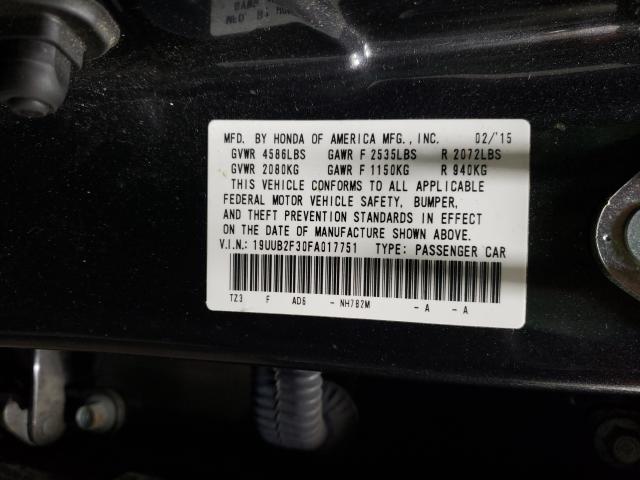 MFD. BY HONDA OF AMERICA MFG., INC. 02/'15
GVWR 4586LBS GAWR F 2535LBS R 2072LBS
GVWR 2080KG GAWR F 1150KG R 940KG
THIS VEHICLE CONFORMS TO ALL APPLICABLE
FEDERAL MOTOR VEHICLE SAFETY, BUMPER,
AND THEFT PREVENTION STANDARDS IN EFFECT
ON THE DATE OF MANUFACTURE SHOWN ABOVE.
V.I.N.: 19UUB2F30FA017751 TYPE: PASSENGER CAR
TZ3 F AD6 - NH782M - A - A